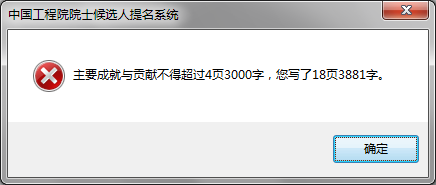 中国工程院院士候选人提名系统
主要成就与贡献不得超过4页3000字，您写了18页3881字。
确定